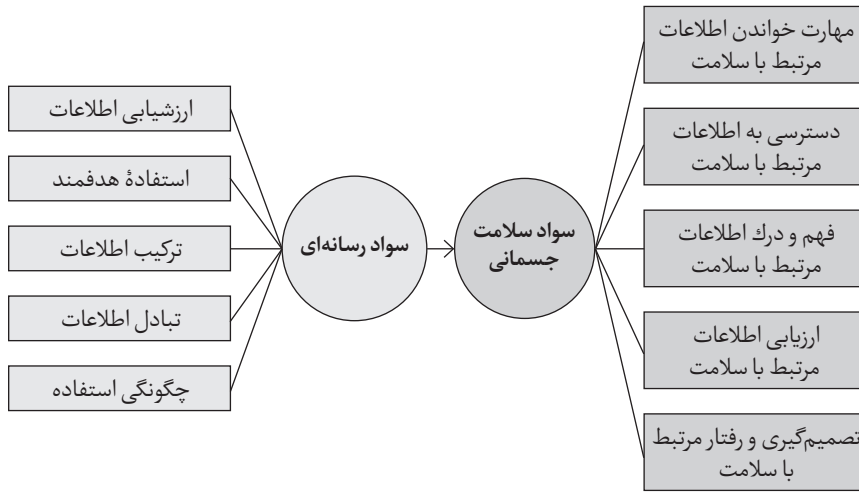 مهارت خواندن اطلاعات
مرتبط با سلامت
دسترسی به اطلاعات
مرتبط با سلامت
فهم و درك اطلاعات
مرتبط با سلامت
ارزیابی اطلاعات
مرتبط با سلامت
تصمیم‌گیری و رفتار مرتبط
با سلامت
سواد سلامت
جسمانی
سواد رسانه‌ای
ارزشیابی اطلاعات
استفادهٔ هدفمند
ترکیب اطلاعات
تبادل اطلاعات
چگونگی استفاده